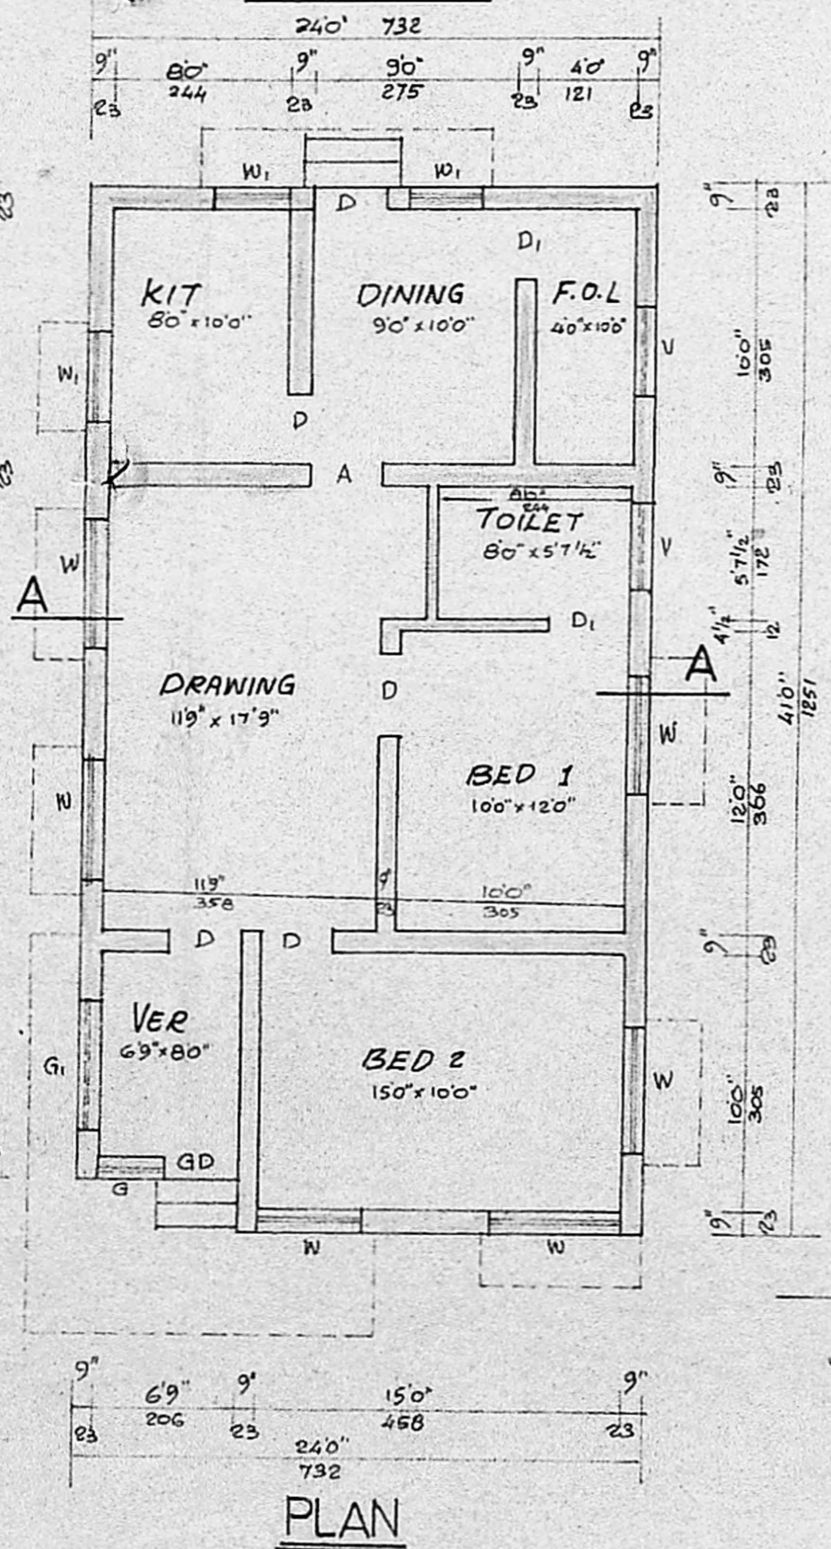 24'0" 732
9" 8'0" 9" 9'0" 9" 4'0" 9"
23 244 23 275 23 121 23
W1 D W1
9" 23
D1
KIT DINING F.O.L
8'0" x 10'0" 9'0" x 10'0" 4'0" x 10'0"
W1 V
10'0" 305
D
A
9" 23
244
TOILET
8'0" x 5'7½"
W V
5'7½" 172
A
D1
4½" 12
A
DRAWING D
11'9" x 17'9"
W
41'0" 1251
BED 1
10'0" x 12'0"
W
12'0" 366
11'9" 9" 10'0"
358 23 305
D D
9" 23
VER
6'9" x 8'0"
BED 2
15'0" x 10'0"
G1 W
10'0" 305
GD
G
9" 23
W W
9" 6'9" 9" 15'0" 9"
23 206 23 458 23
24'0"
732
PLAN
23
23